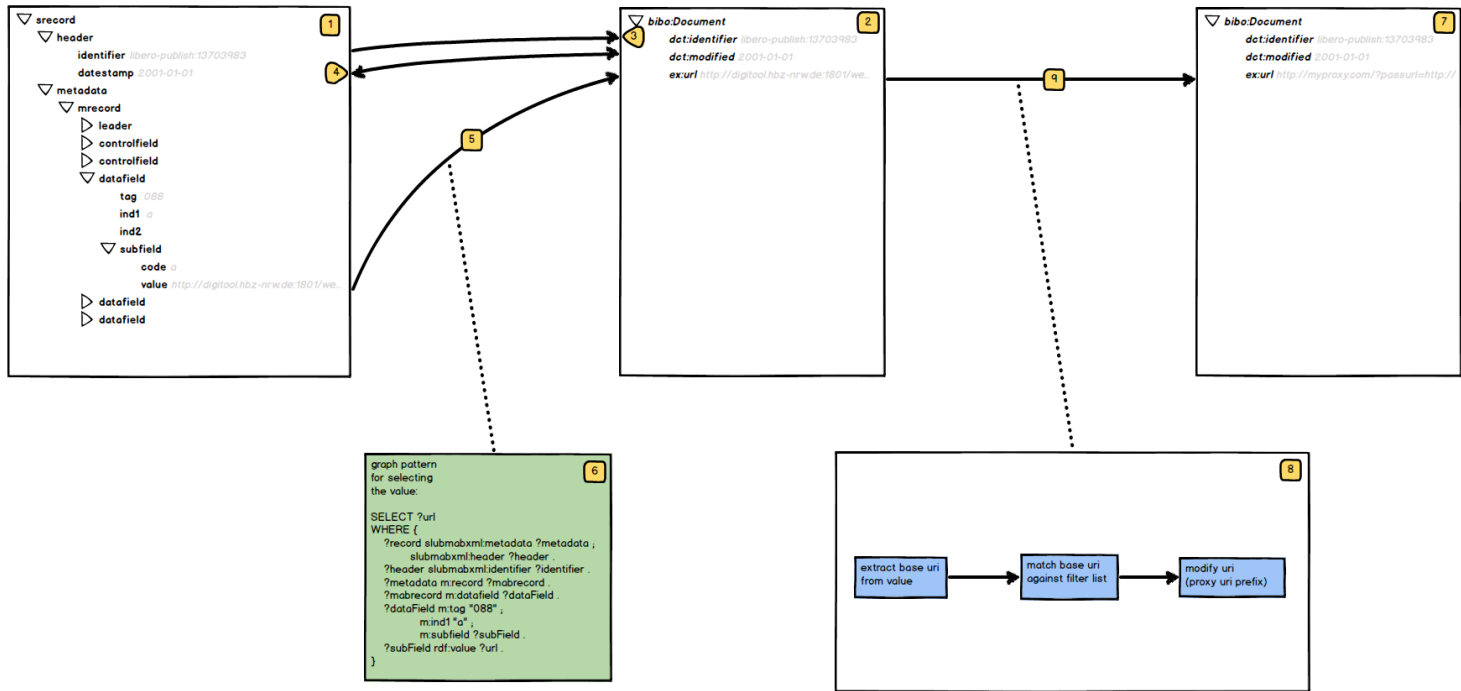 srecord
1
header
identifier libero-publish:13703983
datestamp 2001-01-01
4
metadata
mrecord
leader
controlfield
controlfield
datafield
tag 088
ind1 a
ind2
subfield
code a
value http://digitool.hbz-nrw.de:1801/we...
datafield
datafield
5
bibo:Document
2
3
dct:identifier libero-publish:13703983
dct:modified 2001-01-01
ex:url http://digitool.hbz-nrw.de:1801/we...
9
bibo:Document
7
dct:identifier libero-publish:13703983
dct:modified 2001-01-01
ex:url http://myproxy.com/?passurl=http://
graph pattern
6
for selecting
the value:
SELECT ?url
WHERE {
?record slubmabxml:metadata ?metadata ;
slubmabxml:header ?header .
?header slubmabxml:identifier ?identifier .
?metadata m:record ?mabrecord .
?mabrecord m:datafield ?dataField .
?dataField m:tag "088" ;
m:ind1 "a" ;
m:subfield ?subField .
?subField rdf:value ?url .
}
8
extract base uri
from value
match base uri
against filter list
modify uri
(proxy uri prefix)